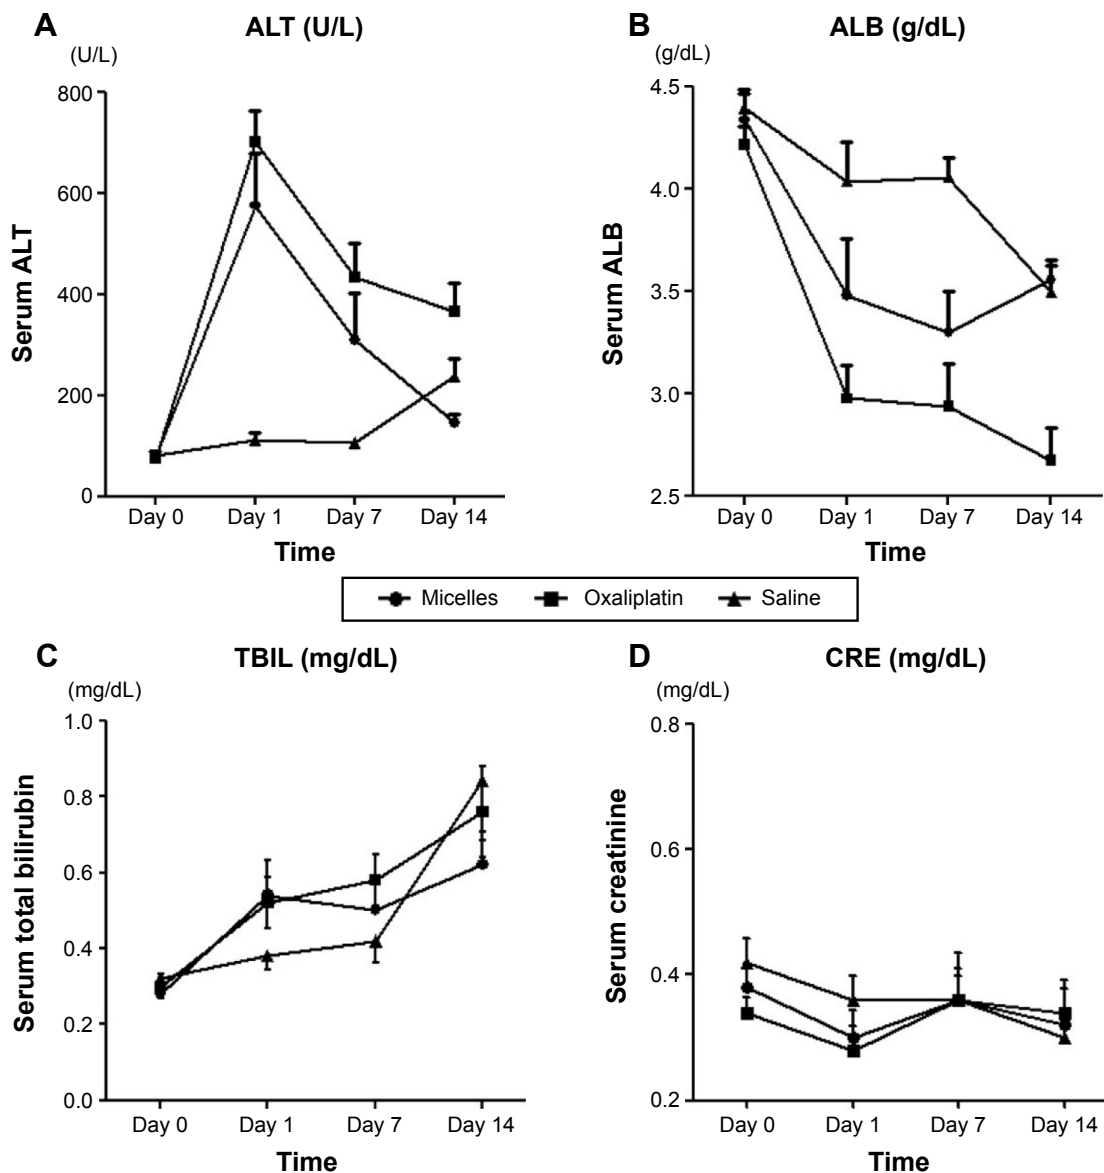 A ALT (U/L)
(U/L)
800
600
400
200
0
Serum ALT
Day 0 Day 1 Day 7 Day 14
Time
B ALB (g/dL)
(g/dL)
4.5
4.0
3.5
3.0
2.5
Serum ALB
Day 0 Day 1 Day 7 Day 14
Time
Micelles Oxaliplatin Saline
C TBIL (mg/dL)
(mg/dL)
1.0
0.8
0.6
0.4
0.2
0.0
Serum total bilirubin
Day 0 Day 1 Day 7 Day 14
Time
D CRE (mg/dL)
(mg/dL)
0.8
0.6
0.4
0.2
Serum creatinine
Day 0 Day 1 Day 7 Day 14
Time